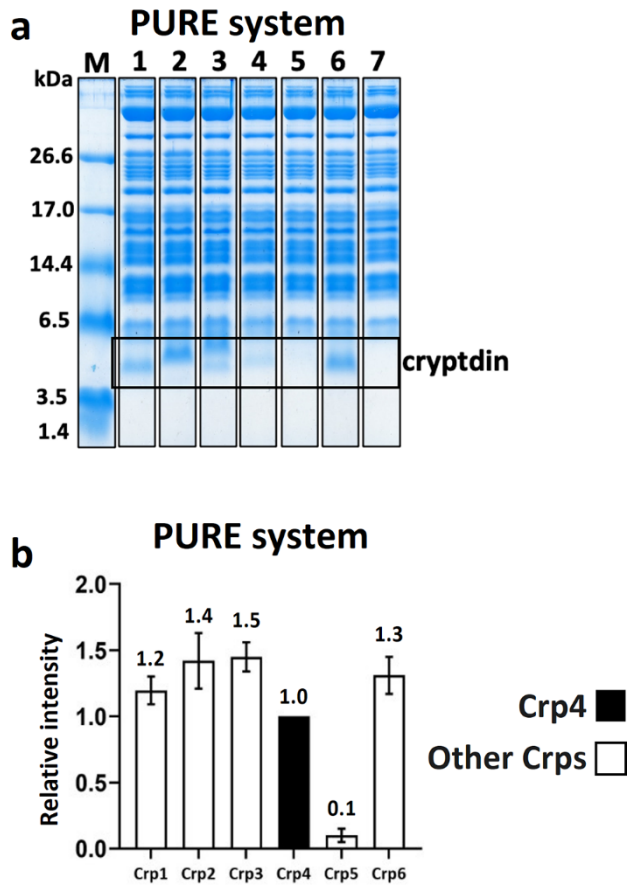 a
PURE system
M 1 2 3 4 5 6 7
kDa
26.6
17.0
14.4
6.5
cryptdin
3.5
1.4
b
PURE system
2.0
1.5
1.0
0.5
0.0
Relative intensity
1.2
1.4
1.5
1.0
0.1
1.3
Crp1 Crp2 Crp3 Crp4 Crp5 Crp6
Crp4
Other Crps